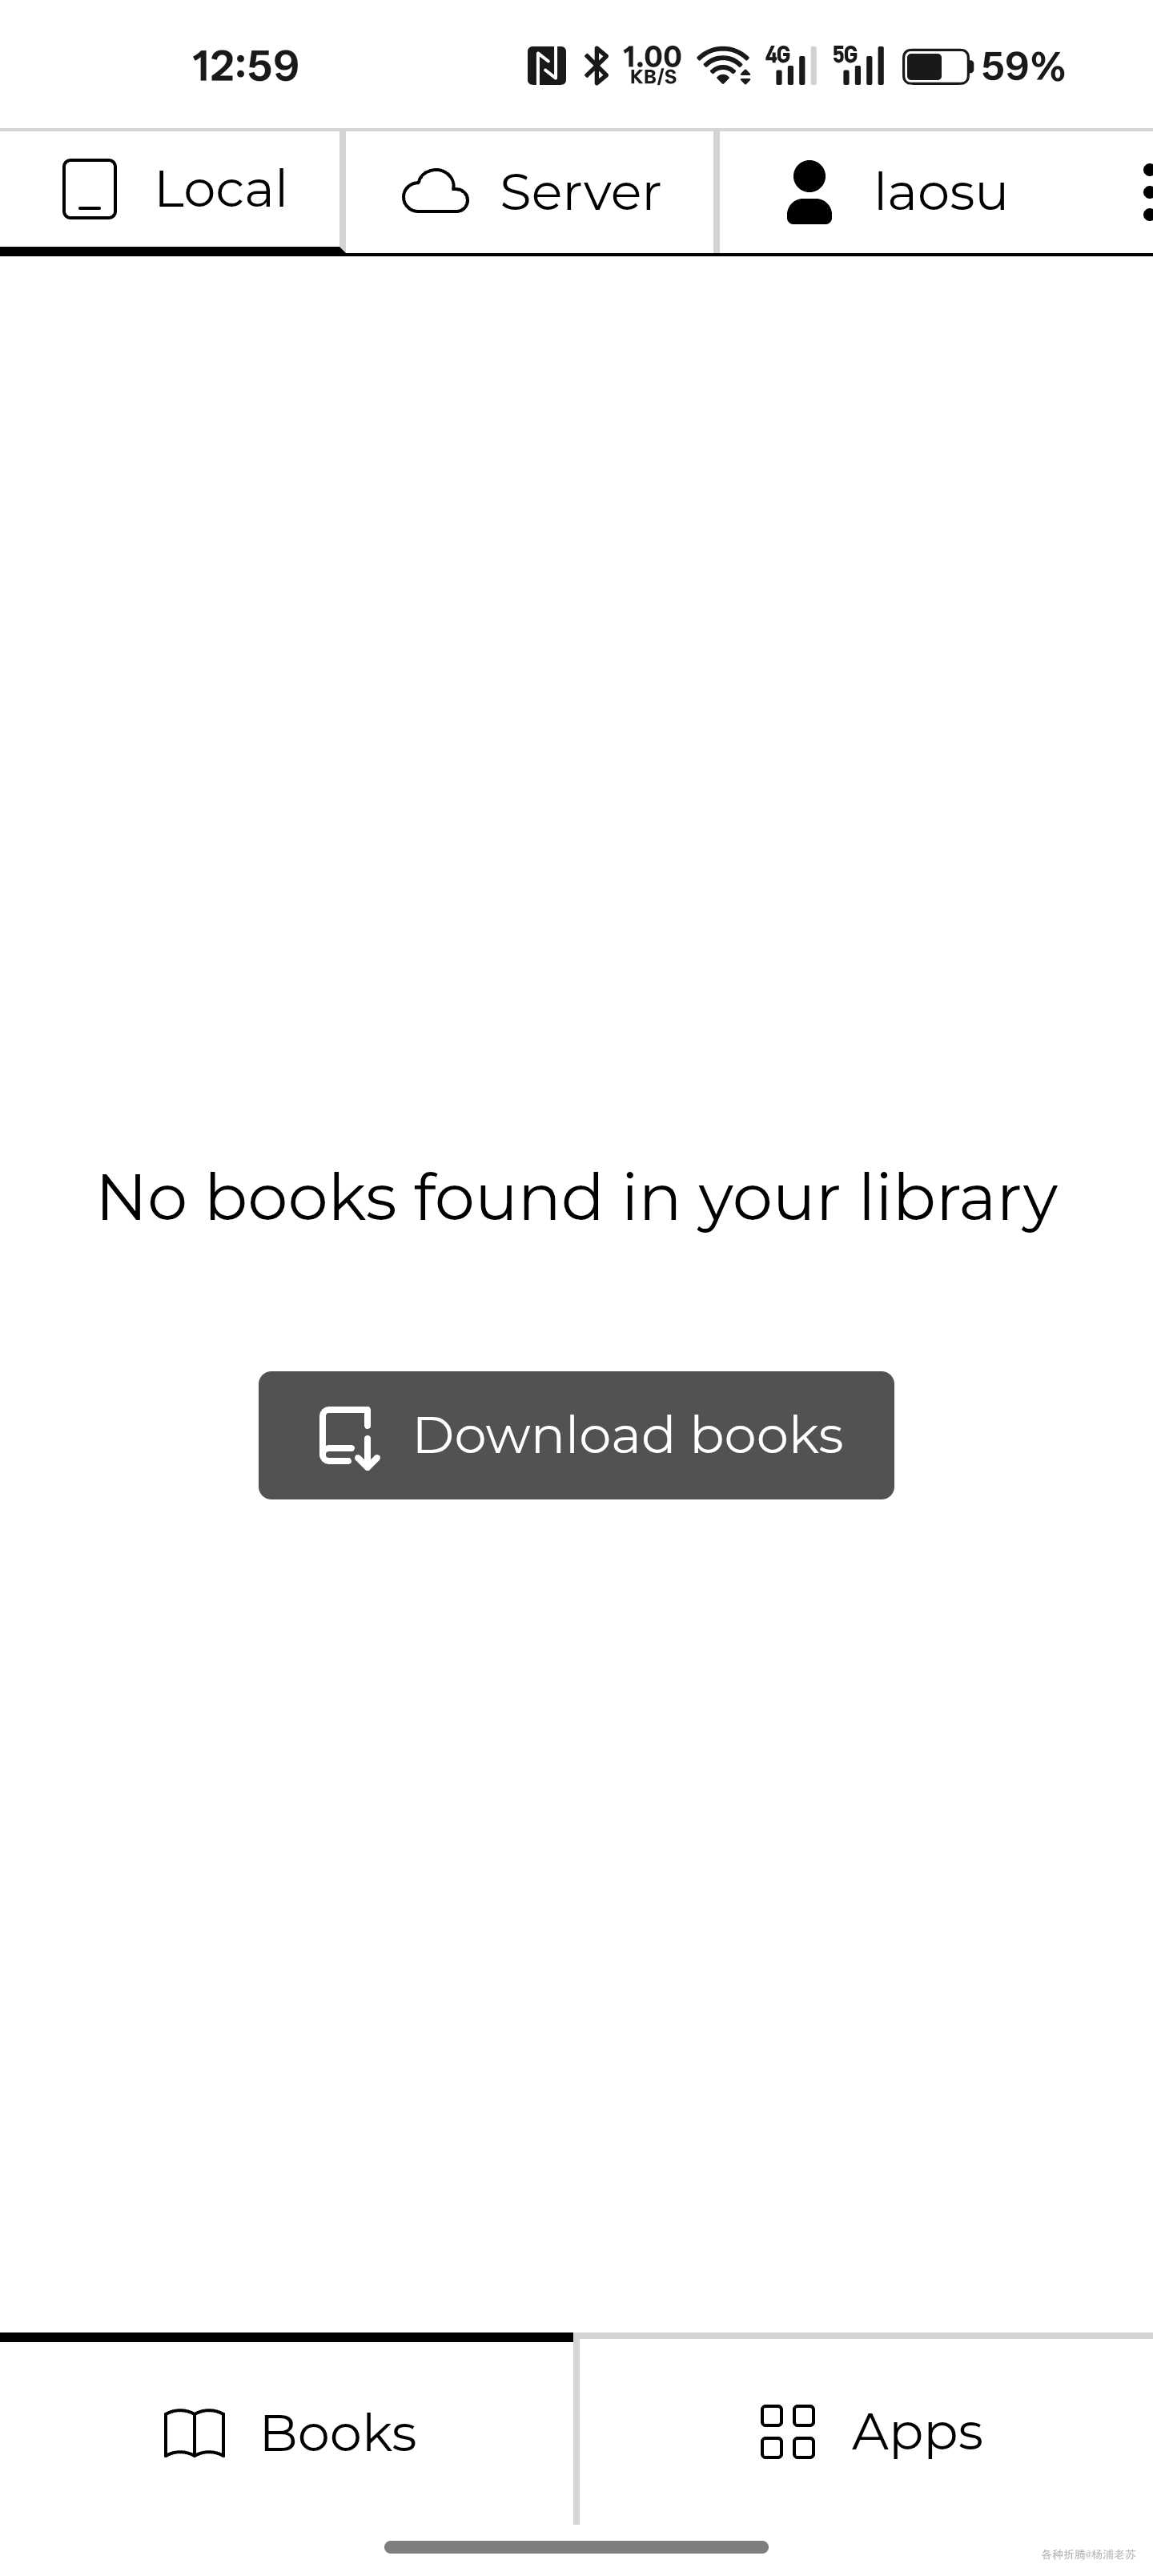 12:59 1.00 KB/S 4G 5G 59%
Local Server laosu
No books found in your library
Download books
Books Apps
各种折腾@杨浦老苏